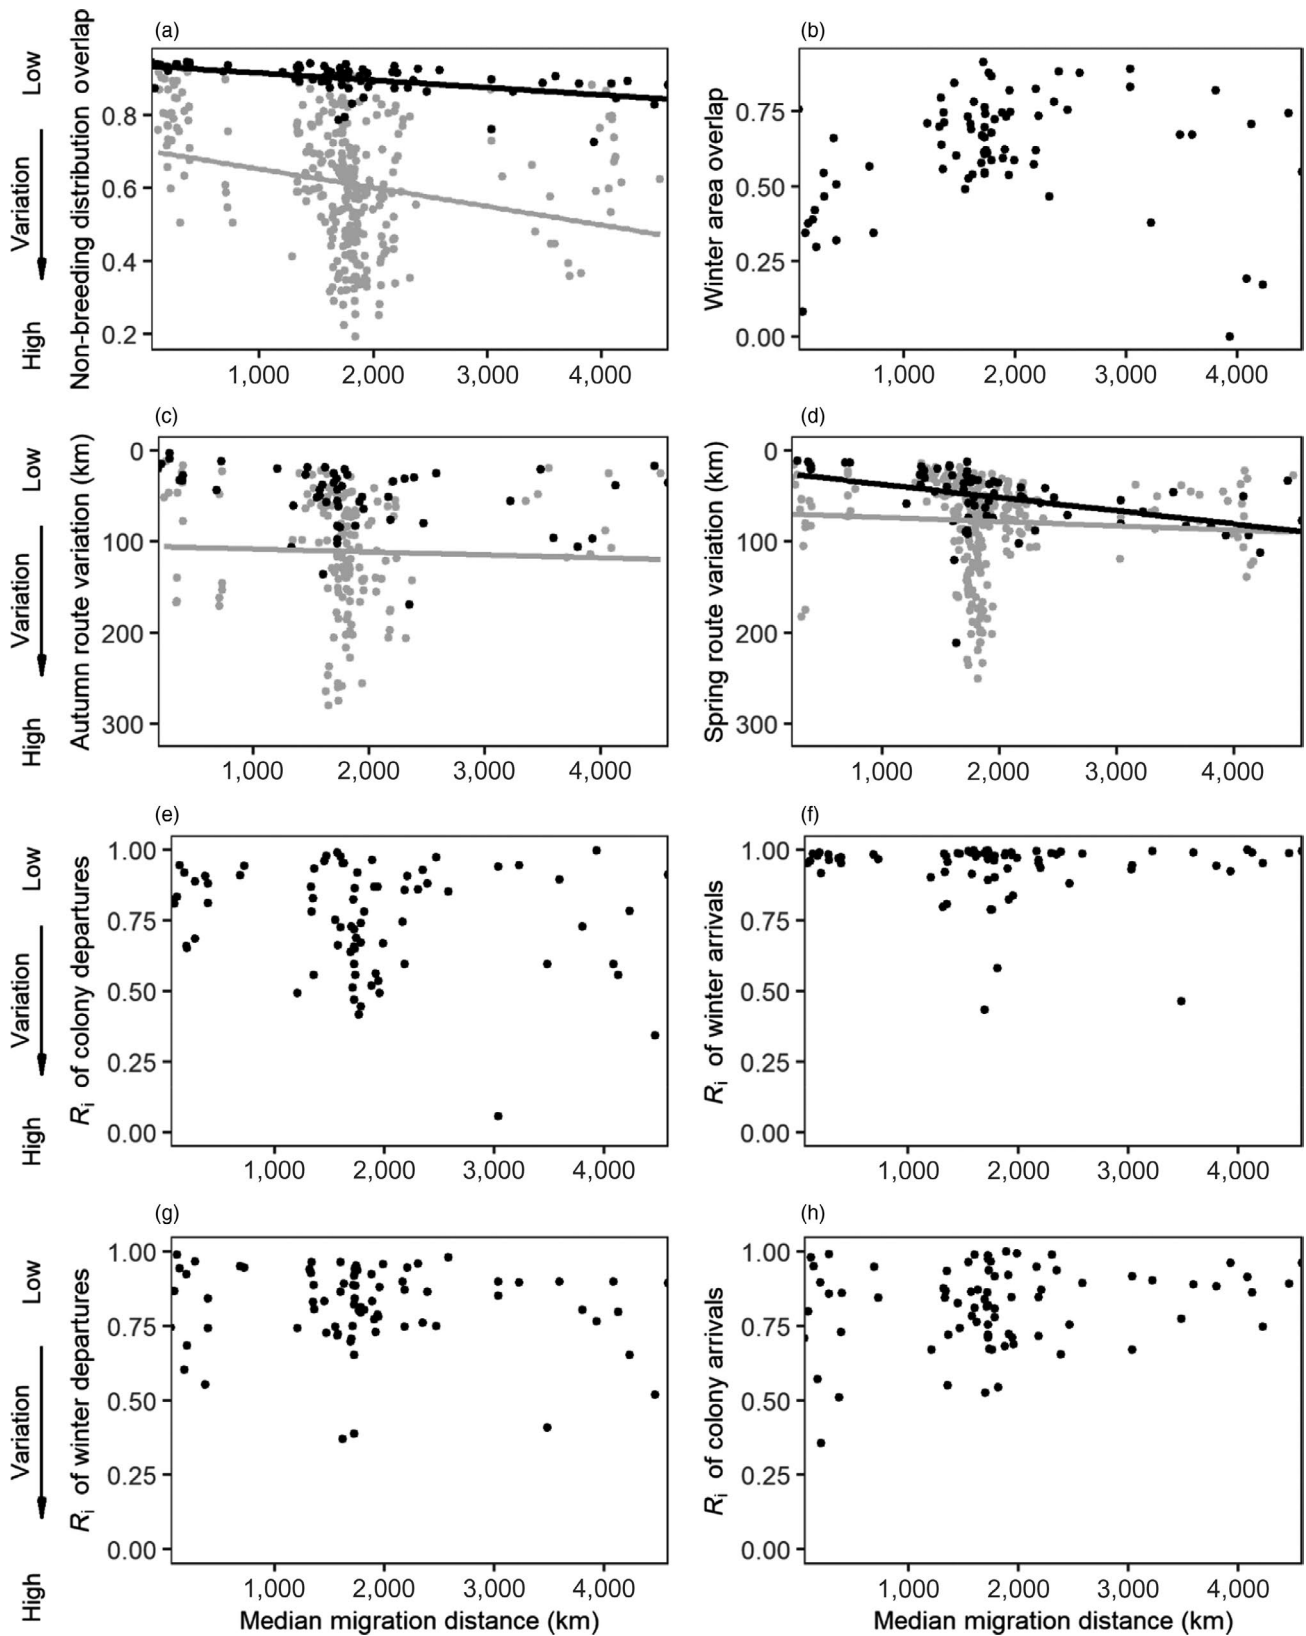 (a)
Low
Variation
High
Non-breeding distribution overlap
0.8
0.6
0.4
0.2
1,000
2,000
3,000
4,000
(b)
Winter area overlap
0.75
0.50
0.25
0.00
1,000
2,000
3,000
4,000
(c)
Low
Variation
High
Autumn route variation (km)
0
100
200
300
1,000
2,000
3,000
4,000
(d)
Spring route variation (km)
0
100
200
300
1,000
2,000
3,000
4,000
(e)
Low
Variation
High
Ri of colony departures
1.00
0.75
0.50
0.25
0.00
1,000
2,000
3,000
4,000
(f)
Ri of winter arrivals
1.00
0.75
0.50
0.25
0.00
1,000
2,000
3,000
4,000
(g)
Low
Variation
High
Ri of winter departures
1.00
0.75
0.50
0.25
0.00
1,000
2,000
3,000
4,000
Median migration distance (km)
(h)
Ri of colony arrivals
1.00
0.75
0.50
0.25
0.00
1,000
2,000
3,000
4,000
Median migration distance (km)